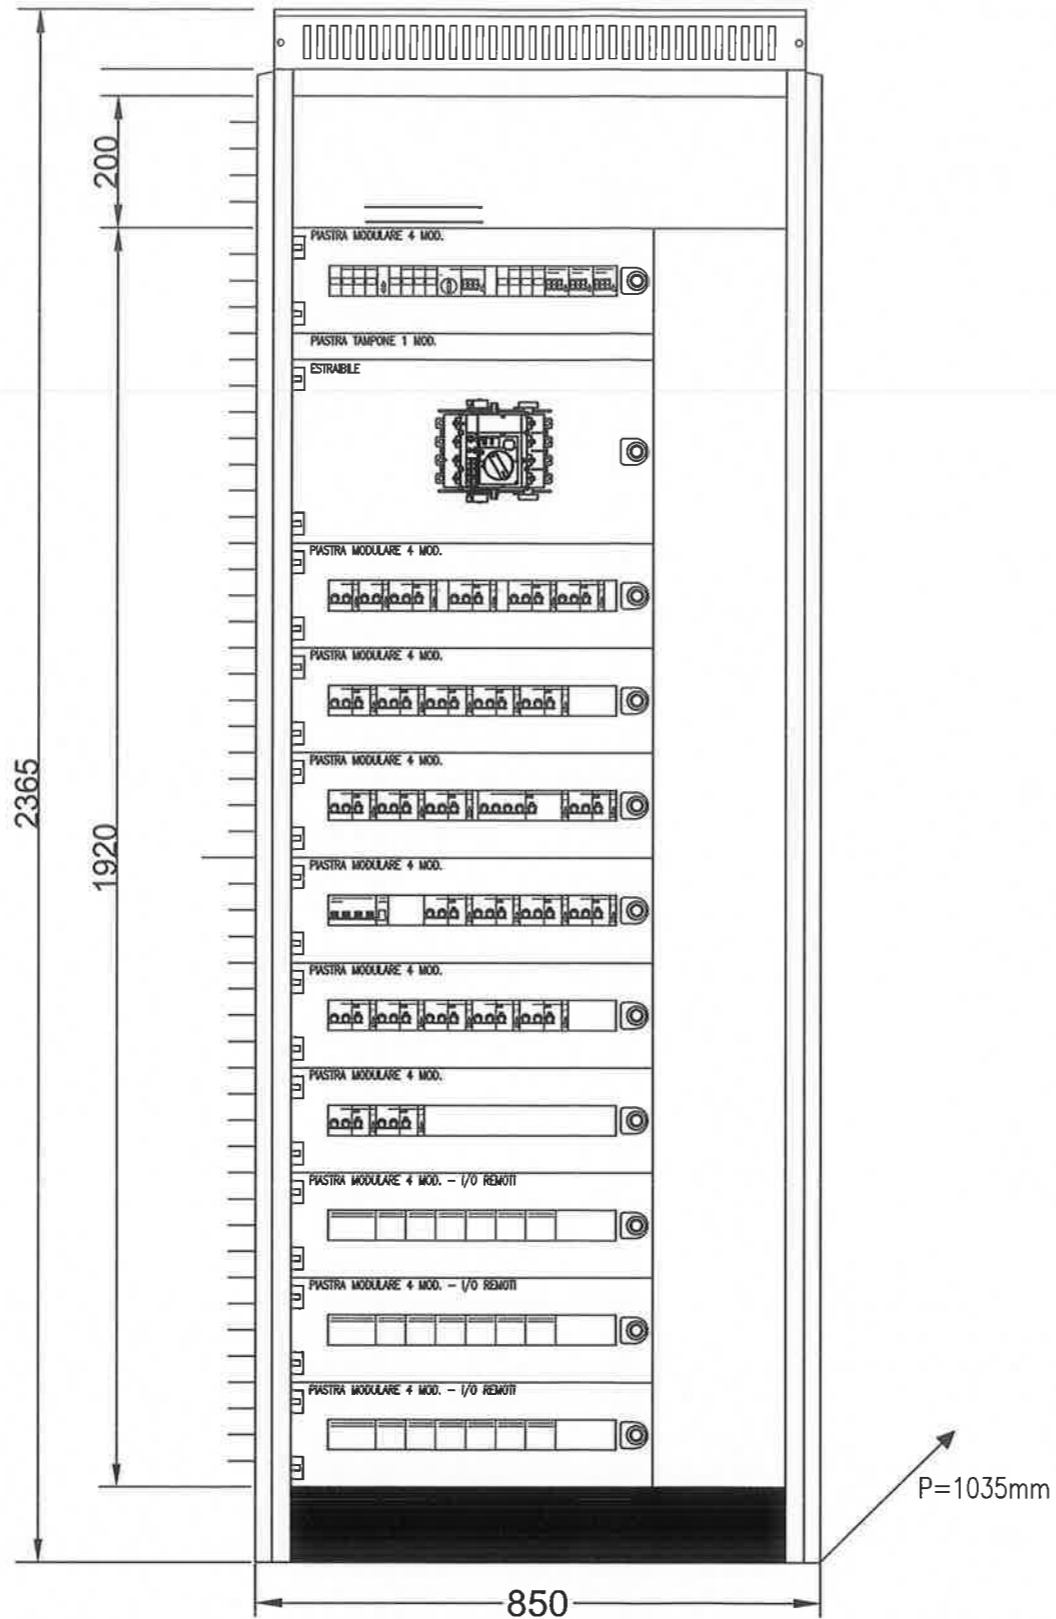 200
PIASTRA MODULARE 4 MOD.
PIASTRA TAMPONE 1 MOD.
ESTRAIBILE
PIASTRA MODULARE 4 MOD.
PIASTRA MODULARE 4 MOD.
PIASTRA MODULARE 4 MOD.
2365
1920
PIASTRA MODULARE 4 MOD.
PIASTRA MODULARE 4 MOD.
PIASTRA MODULARE 4 MOD.
PIASTRA MODULARE 4 MOD. - I/O REMOTI
PIASTRA MODULARE 4 MOD. - I/O REMOTI
PIASTRA MODULARE 4 MOD. - I/O REMOTI
P=1035mm
850